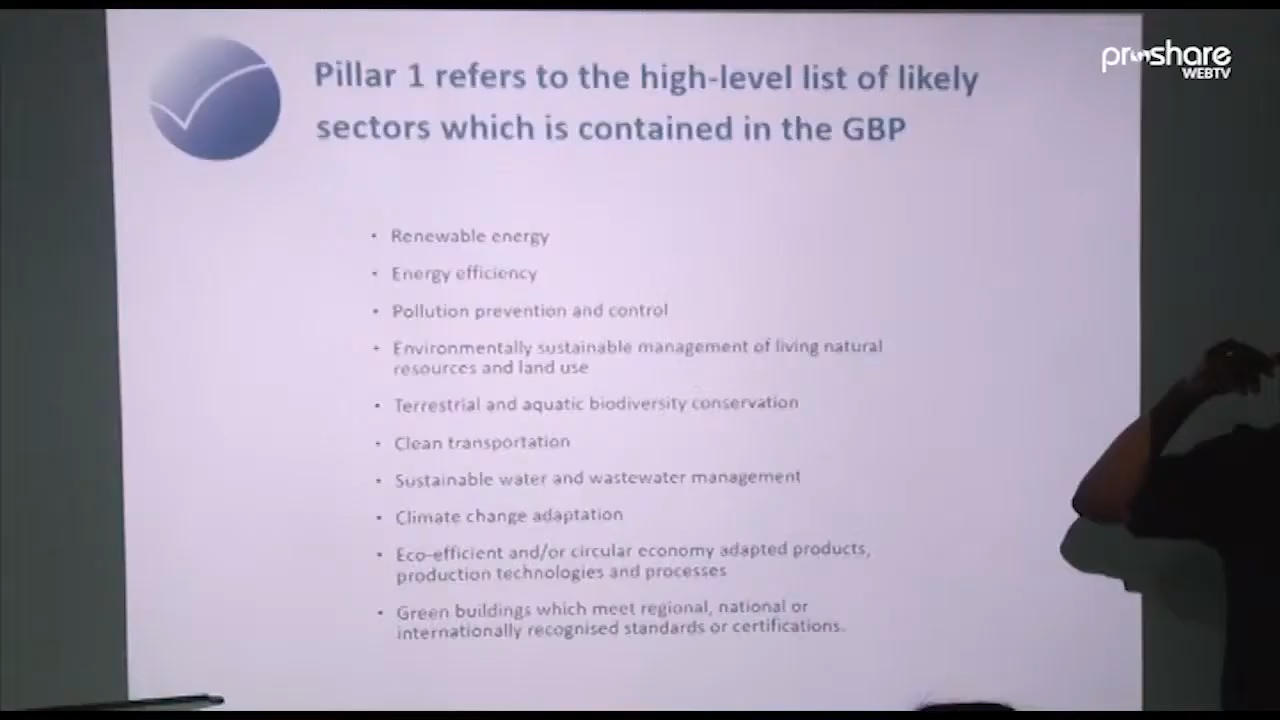 proshare
WEBTV
Pillar 1 refers to the high-level list of likely
sectors which is contained in the GBP
• Renewable energy
• Energy efficiency
• Pollution prevention and control
• Environmentally sustainable management of living natural
resources and land use
• Terrestrial and aquatic biodiversity conservation
• Clean transportation
• Sustainable water and wastewater management
• Climate change adaptation
• Eco-efficient and/or circular economy adapted products,
production technologies and processes
• Green buildings which meet regional, national or
internationally recognised standards or certifications.